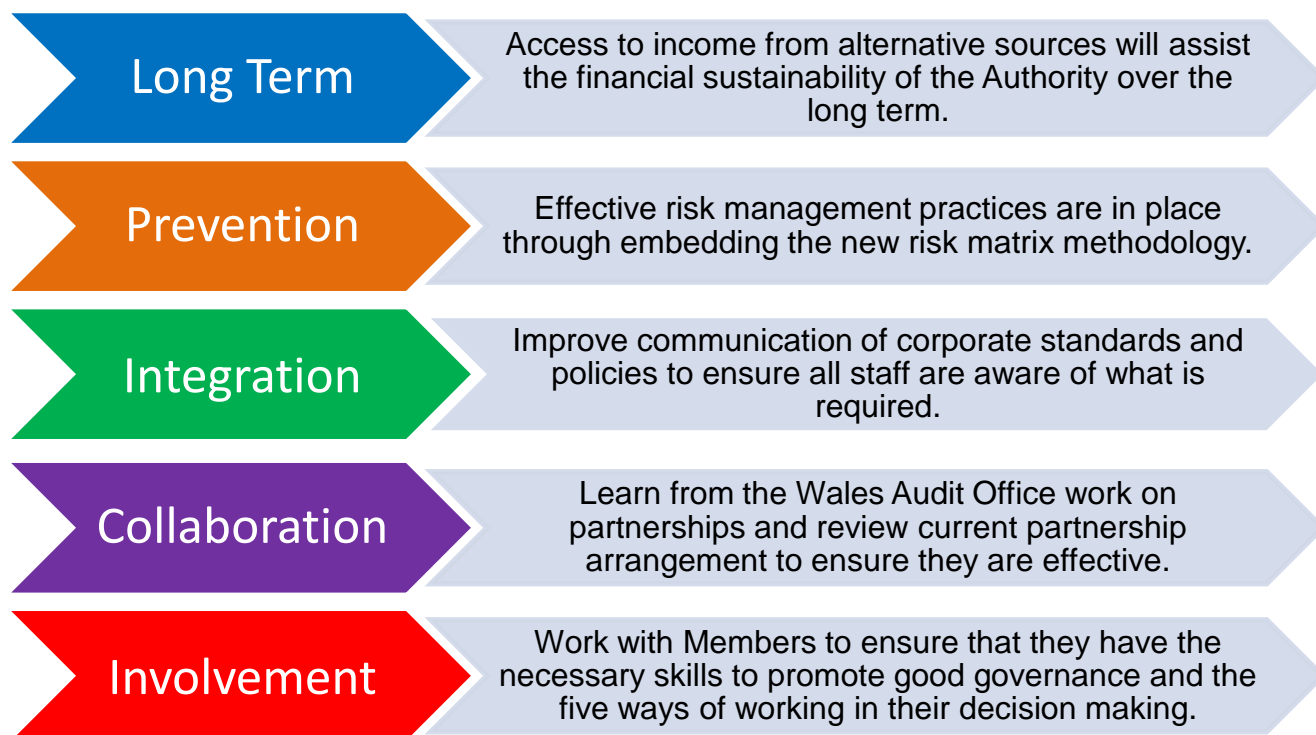 Long Term
Access to income from alternative sources will assist
the financial sustainability of the Authority over the
long term.
Prevention
Effective risk management practices are in place
through embedding the new risk matrix methodology.
Integration
Improve communication of corporate standards and
policies to ensure all staff are aware of what is
required.
Collaboration
Learn from the Wales Audit Office work on
partnerships and review current partnership
arrangement to ensure they are effective.
Involvement
Work with Members to ensure that they have the
necessary skills to promote good governance and the
five ways of working in their decision making.